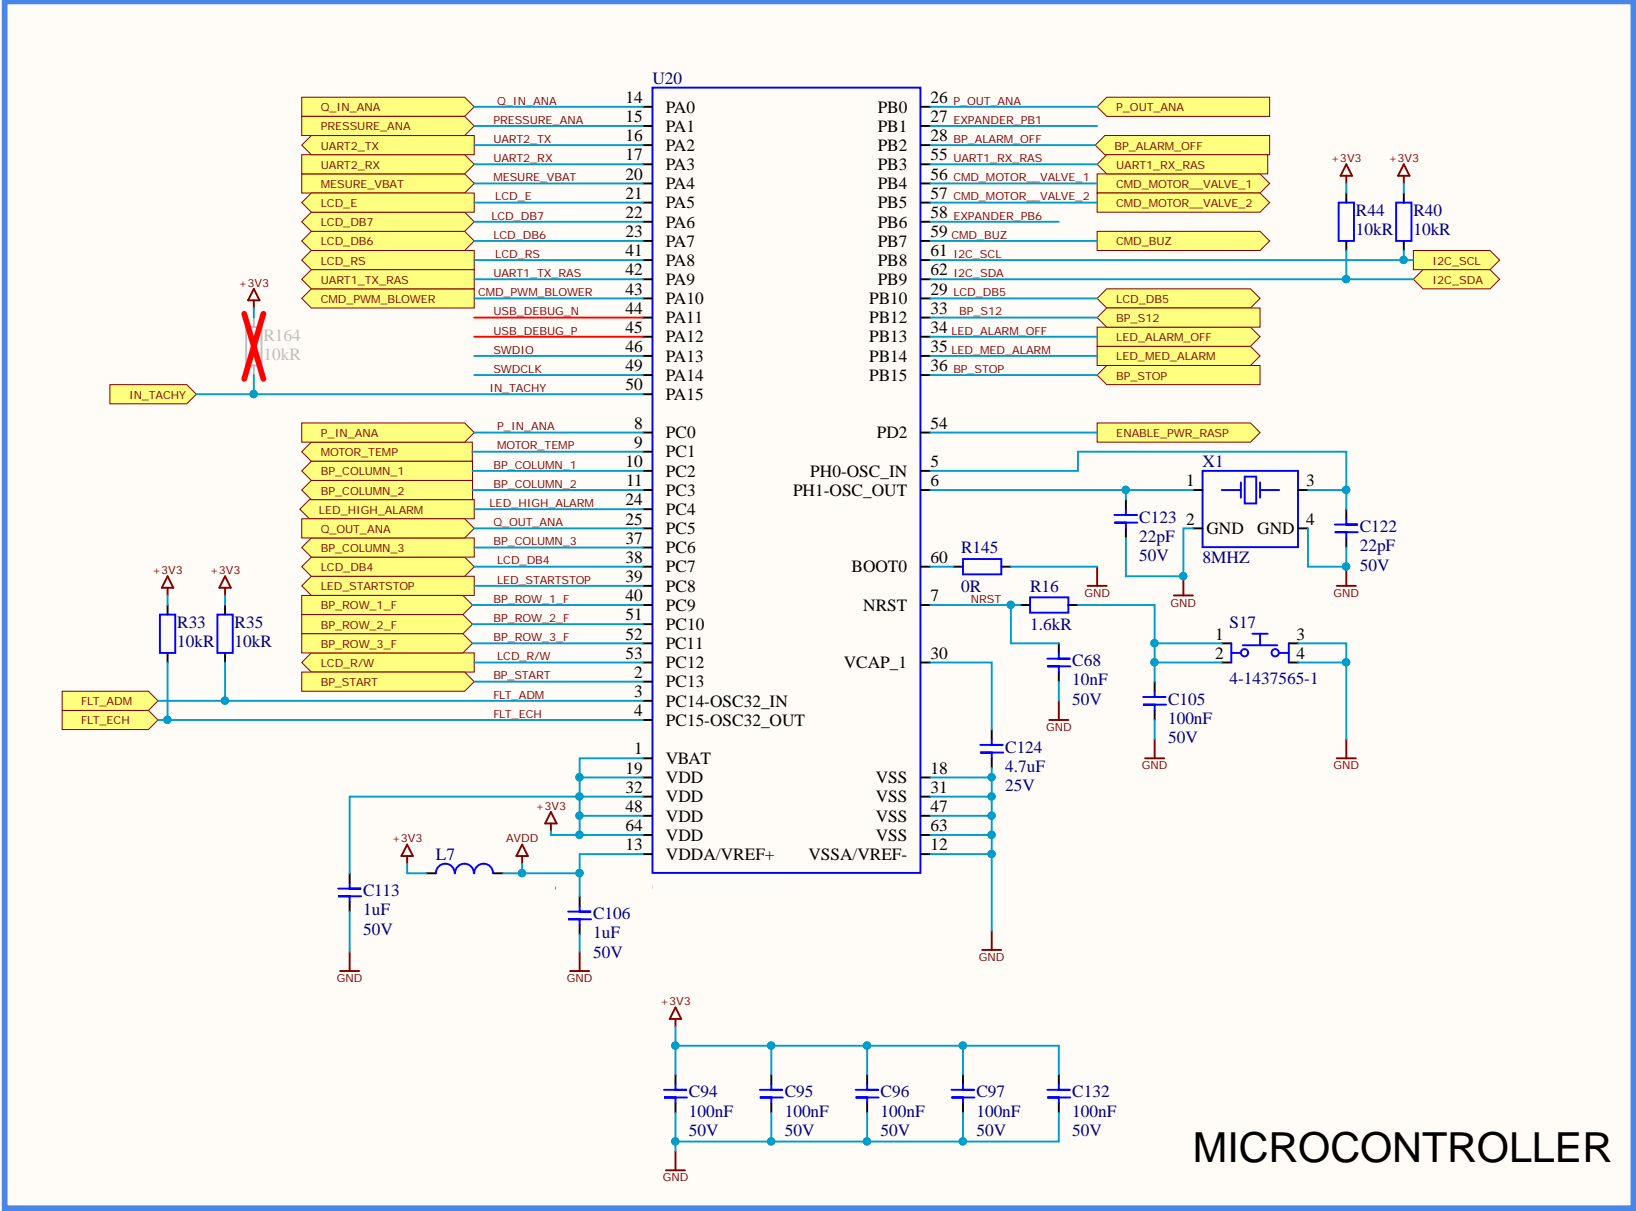 U20
Q_IN_ANA Q_IN_ANA 14 PA0
PRESSURE_ANA PRESSURE_ANA 15 PA1
UART2_TX UART2_TX 16 PA2
UART2_RX UART2_RX 17 PA3
MESURE_VBAT MESURE_VBAT 20 PA4
LCD_E LCD_E 21 PA5
LCD_DB7 LCD_DB7 22 PA6
LCD_DB6 LCD_DB6 23 PA7
LCD_RS LCD_RS 41 PA8
UART1_TX_RAS UART1_TX_RAS 42 PA9
CMD_PWM_BLOWER CMD_PWM_BLOWER 43 PA10
USB_DEBUG_N 44 PA11
USB_DEBUG_P 45 PA12
SWDIO 46 PA13
SWDCLK 49 PA14
IN_TACHY IN_TACHY 50 PA15
+3V3
R164
10kR
P_IN_ANA P_IN_ANA 8 PC0
MOTOR_TEMP MOTOR_TEMP 9 PC1
BP_COLUMN_1 BP_COLUMN_1 10 PC2
BP_COLUMN_2 BP_COLUMN_2 11 PC3
LED_HIGH_ALARM LED_HIGH_ALARM 24 PC4
Q_OUT_ANA Q_OUT_ANA 25 PC5
BP_COLUMN_3 BP_COLUMN_3 37 PC6
LCD_DB4 LCD_DB4 38 PC7
LED_STARTSTOP LED_STARTSTOP 39 PC8
BP_ROW_1_F BP_ROW_1_F 40 PC9
BP_ROW_2_F BP_ROW_2_F 51 PC10
BP_ROW_3_F BP_ROW_3_F 52 PC11
LCD_R/W LCD_R/W 53 PC12
BP_START BP_START 2 PC13
FLT_ADM FLT_ADM 3 PC14-OSC32_IN
FLT_ECH FLT_ECH 4 PC15-OSC32_OUT
+3V3 +3V3
R33 R35
10kR 10kR
1 VBAT
19 VDD
32 VDD
48 VDD
64 VDD
13 VDDA/VREF+
+3V3
+3V3 L7 AVDD
C113
1uF
50V
GND
C106
1uF
50V
GND
PB0 26 P_OUT_ANA P_OUT_ANA
PB1 27 EXPANDER_PB1
PB2 28 BP_ALARM_OFF BP_ALARM_OFF
PB3 55 UART1_RX_RAS UART1_RX_RAS
PB4 56 CMD_MOTOR__VALVE_1 CMD_MOTOR__VALVE_1
PB5 57 CMD_MOTOR__VALVE_2 CMD_MOTOR__VALVE_2
PB6 58 EXPANDER_PB6
PB7 59 CMD_BUZ CMD_BUZ
PB8 61 I2C_SCL I2C_SCL
PB9 62 I2C_SDA I2C_SDA
PB10 29 LCD_DB5 LCD_DB5
PB12 33 BP_S12 BP_S12
PB13 34 LED_ALARM_OFF LED_ALARM_OFF
PB14 35 LED_MED_ALARM LED_MED_ALARM
PB15 36 BP_STOP BP_STOP
+3V3 +3V3
R44 R40
10kR 10kR
PD2 54 ENABLE_PWR_RASP
PH0-OSC_IN 5
PH1-OSC_OUT 6
X1
1 3
2 GND GND 4
8MHZ
C123
22pF
50V
GND
C122
22pF
50V
GND
BOOT0 60 R145
0R
GND
NRST 7 NRST R16
1.6kR
C68
10nF
50V
GND
S17
1 3
2 4
4-1437565-1
C105
100nF
50V
GND
GND
VCAP_1 30
C124
4.7uF
25V
VSS 18
VSS 31
VSS 47
VSS 63
VSSA/VREF- 12
GND
+3V3
C94 C95 C96 C97 C132
100nF 100nF 100nF 100nF 100nF
50V 50V 50V 50V 50V
GND
MICROCONTROLLER